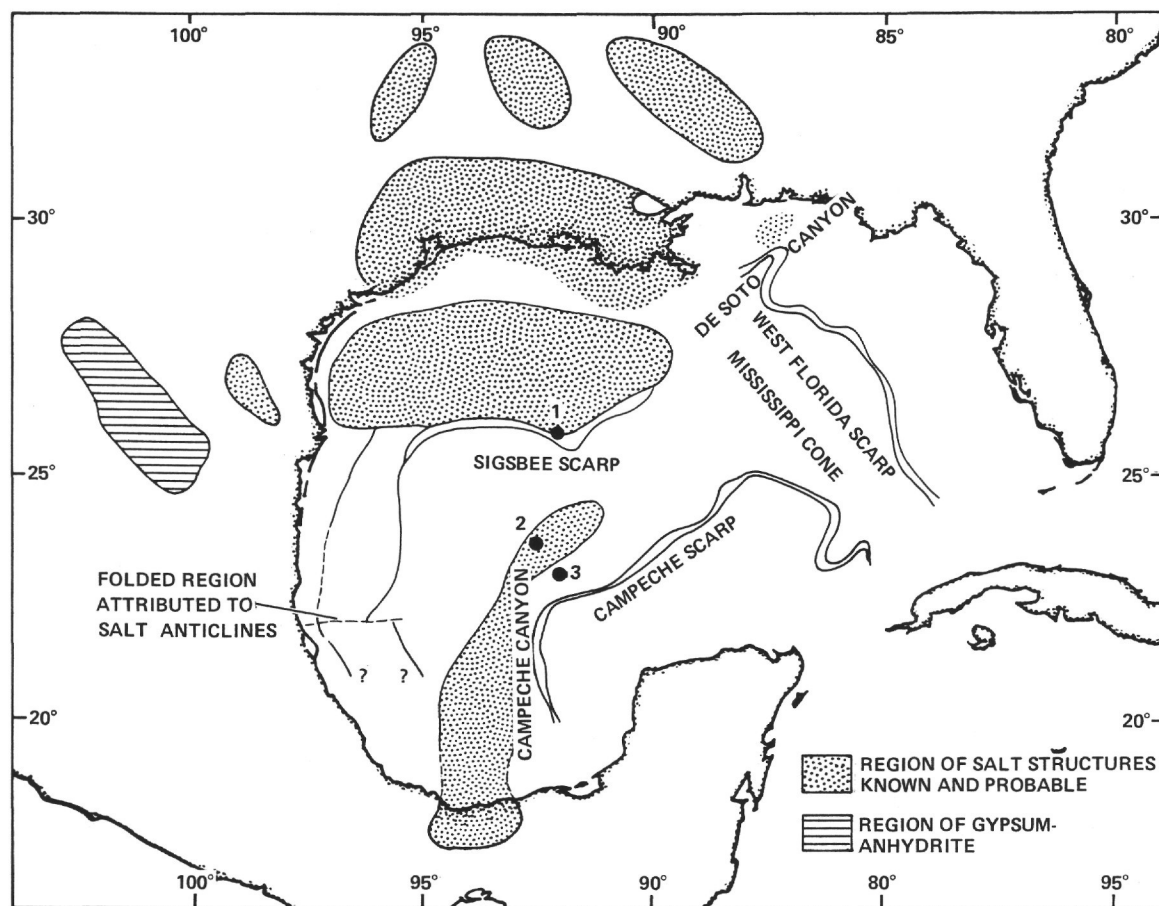 100°
95°
90°
85°
80°
30°
30°
CANYON
DE SOTO
WEST FLORIDA SCARP
MISSISSIPPI CONE
1
SIGSBEE SCARP
25°
25°
2
3
CAMPECHE SCARP
CAMPECHE CANYON
FOLDED REGION
ATTRIBUTED TO
SALT ANTICLINES
?
?
20°
20°
REGION OF SALT STRUCTURES
KNOWN AND PROBABLE
REGION OF GYPSUM-
ANHYDRITE
100°
95°
90°
80°
95°